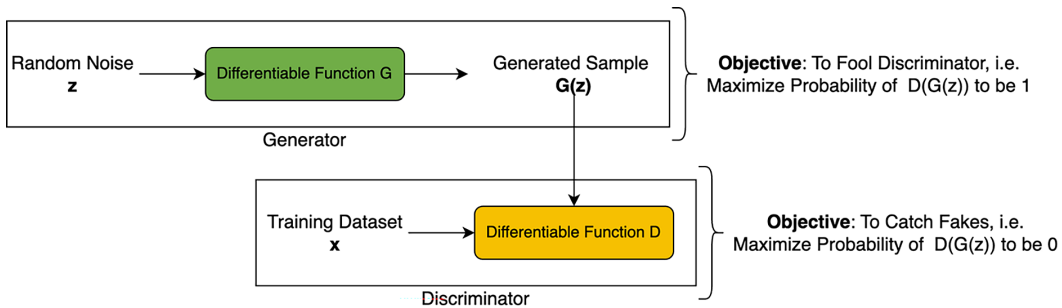 Random Noise
z
Differentiable Function G
Generated Sample
G(z)
Objective: To Fool Discriminator, i.e.
Maximize Probability of D(G(z)) to be 1
Generator
Training Dataset
x
Differentiable Function D
Objective: To Catch Fakes, i.e.
Maximize Probability of D(G(z)) to be 0
Discriminator